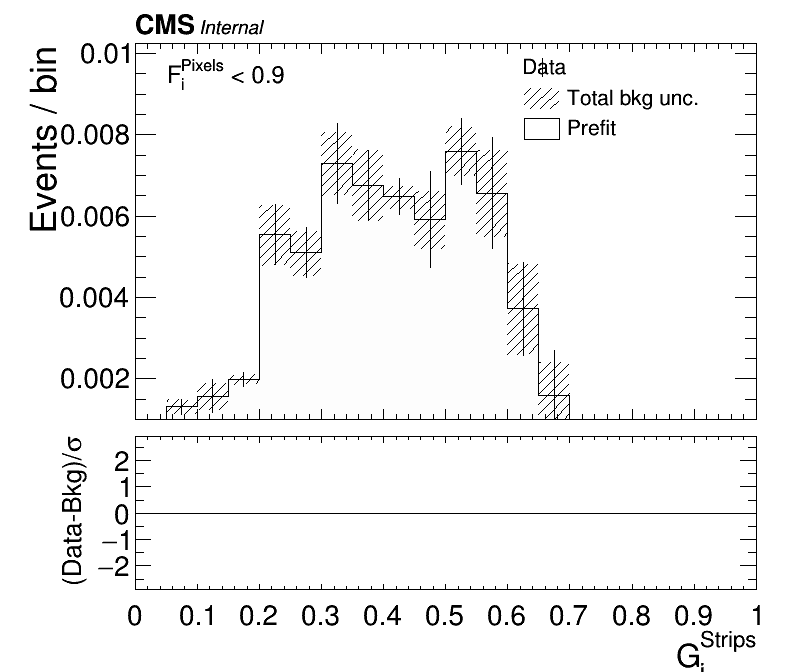 CMS Internal
Events / bin
F_i^Pixels < 0.9
Data
Total bkg unc.
Prefit
0.01
0.008
0.006
0.004
0.002
(Data-Bkg)/σ
2
1
0
−1
−2
0 0.1 0.2 0.3 0.4 0.5 0.6 0.7 0.8 0.9 1
G_i^Strips